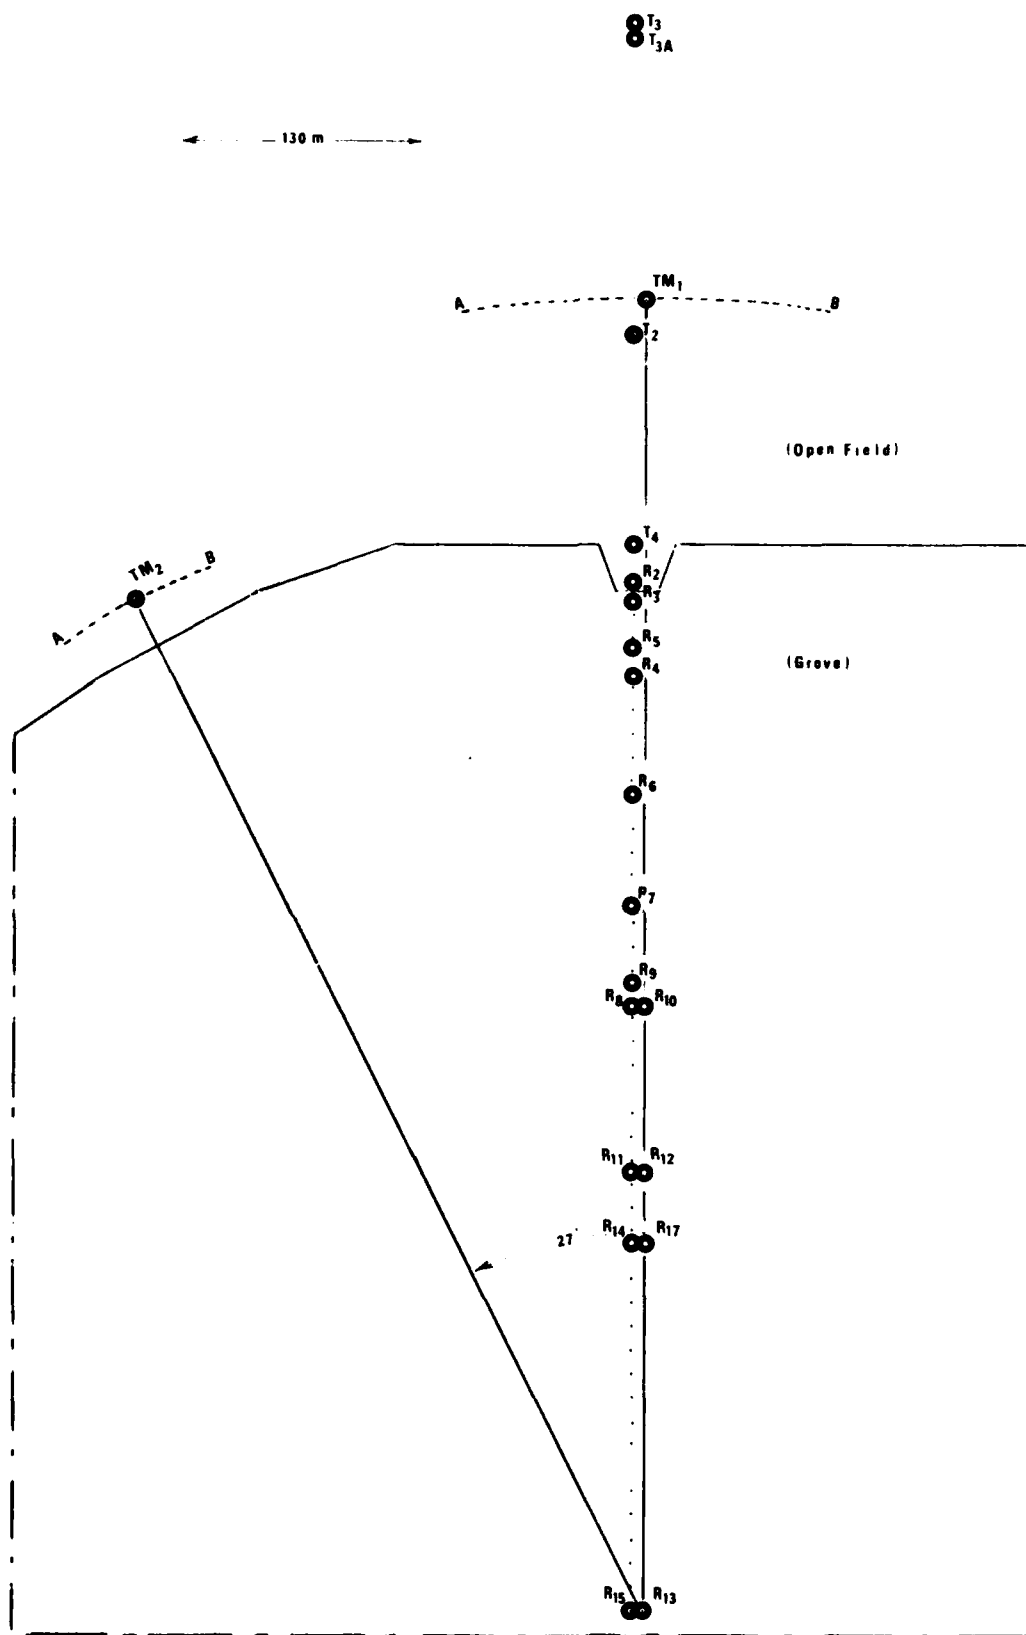 T3
T3A
130 m
TM1
A B
T2
(Open Field)
T4
B
TM2
R2
R3
A
R5
(Grove)
R4
R6
R7
R9
R8 R10
R11 R12
R14 R17
27°
R15 R13